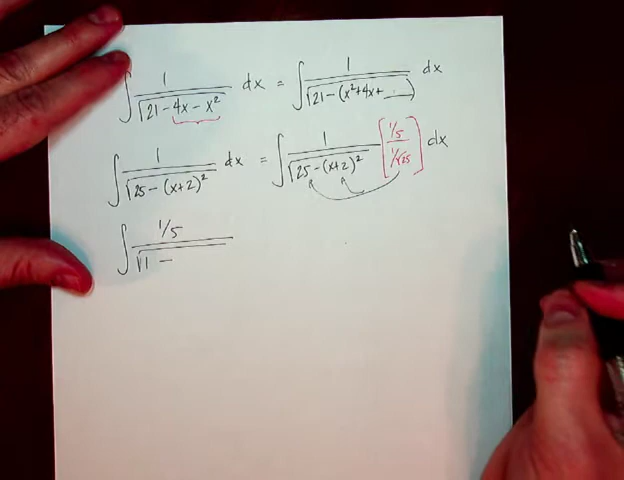 ∫ 1/√(21 - 4x - x²) dx = ∫ 1/√(21 - (x²+4x+__)) dx
∫ 1/√(25 - (x+2)²) dx = ∫ 1/√(25 - (x+2)²) [(1/5)/(1/√25)] dx
∫ (1/5)/√(1 -